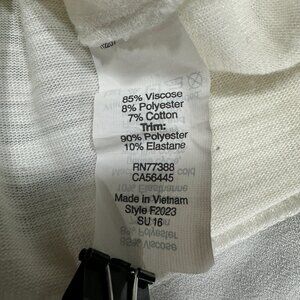 85% Viscose
8% Polyester
7% Cotton
Trim:
90% Polyester
10% Elastane
RN77388
CA56445
Made in Vietnam
Style F2023
SU 16